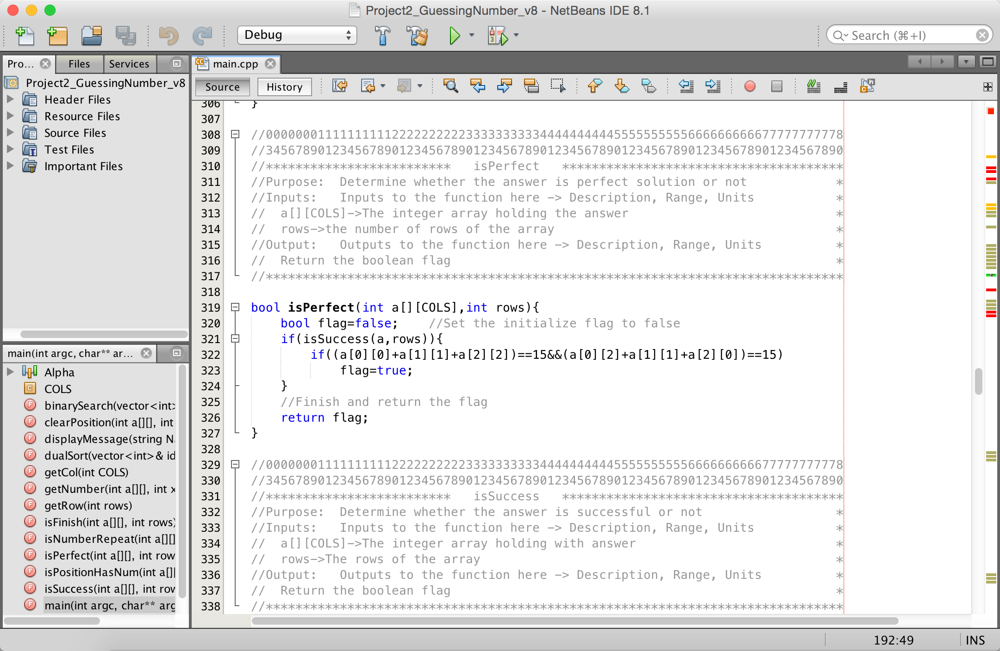 Project2_GuessingNumber_v8 - NetBeans IDE 8.1
Debug
Search (⌘+I)
Pro...
Files
Services
main.cpp
Project2_GuessingNumber_v8
Header Files
Resource Files
Source Files
Test Files
Important Files
Source
History
306 }
307
308 //000000011111111112222222222333333333344444444445555555555666666666677777777778
309 //345678901234567890123456789012345678901234567890123456789012345678901234567890
310 //*************************   isPerfect   **************************************
311 //Purpose:  Determine whether the answer is perfect solution or not            *
312 //Inputs:   Inputs to the function here -> Description, Range, Units           *
313 //  a[][COLS]->The integer array holding the answer                            *
314 //  rows->the number of rows of the array                                      *
315 //Output:   Outputs to the function here -> Description, Range, Units          *
316 //  Return the boolean flag                                                    *
317 //******************************************************************************
318
319 bool isPerfect(int a[][COLS],int rows){
320     bool flag=false;    //Set the initialize flag to false
321     if(isSuccess(a,rows)){
322         if((a[0][0]+a[1][1]+a[2][2])==15&&(a[0][2]+a[1][1]+a[2][0])==15)
323             flag=true;
324     }
325     //Finish and return the flag
326     return flag;
327 }
328
329 //000000011111111112222222222333333333344444444445555555555666666666677777777778
330 //345678901234567890123456789012345678901234567890123456789012345678901234567890
331 //*************************   isSuccess   **************************************
332 //Purpose:  Determine whether the answer is successful or not                  *
333 //Inputs:   Inputs to the function here -> Description, Range, Units           *
334 //  a[][COLS]->The integer array holding with answer                           *
335 //  rows->The rows of the array                                                *
336 //Output:   Outputs to the function here -> Description, Range, Units          *
337 //  Return the boolean flag                                                    *
338 //******************************************************************************
main(int argc, char** ar...
Alpha
COLS
binarySearch(vector<int>
clearPosition(int a[][], int
displayMessage(string N
dualSort(vector<int>& id
getCol(int COLS)
getNumber(int a[][], int x
getRow(int rows)
isFinish(int a[][], int rows)
isNumberRepeat(int a[][]
isPerfect(int a[][], int row
isPositionHasNum(int a[][
isSuccess(int a[][], int row
main(int argc, char** arg
192:49
INS